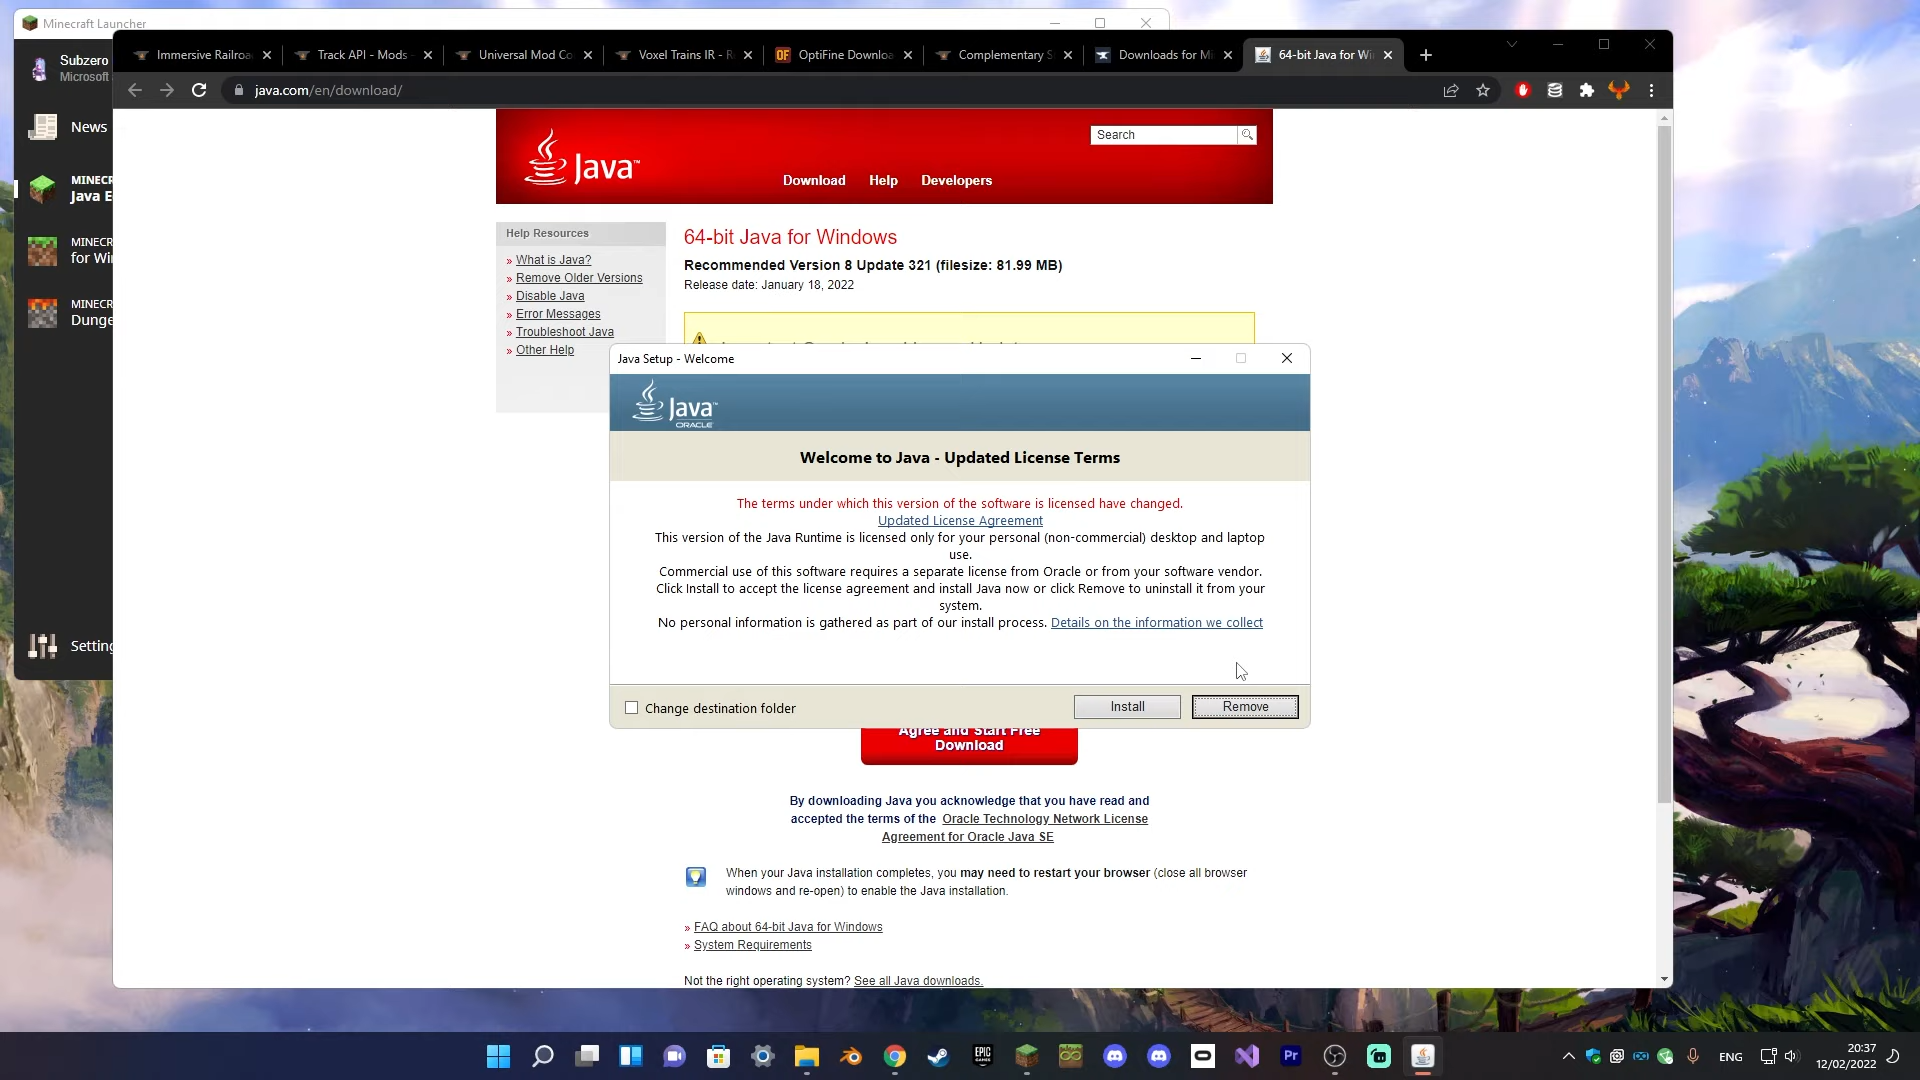 Minecraft Launcher
Immersive Railroa
Track API - Mods
Universal Mod Co
Voxel Trains IR - R
OptiFine Downloa
Complementary S
Downloads for Mi
64-bit Java for Wi
java.com/en/download/
Subzero
Microsoft
News
MINECR
Java E
MINECR
for Wi
MINECR
Dunge
Setting
Java™
Search
Download
Help
Developers
Help Resources
» What is Java?
» Remove Older Versions
» Disable Java
» Error Messages
» Troubleshoot Java
» Other Help
64-bit Java for Windows
Recommended Version 8 Update 321 (filesize: 81.99 MB)
Release date: January 18, 2022
Java Setup - Welcome
Java™
ORACLE
Welcome to Java - Updated License Terms
The terms under which this version of the software is licensed have changed.
Updated License Agreement
This version of the Java Runtime is licensed only for your personal (non-commercial) desktop and laptop
use.
Commercial use of this software requires a separate license from Oracle or from your software vendor.
Click Install to accept the license agreement and install Java now or click Remove to uninstall it from your
system.
No personal information is gathered as part of our install process. Details on the information we collect
Change destination folder
Install
Remove
Agree and Start Free
Download
By downloading Java you acknowledge that you have read and
accepted the terms of the Oracle Technology Network License
Agreement for Oracle Java SE
When your Java installation completes, you may need to restart your browser (close all browser
windows and re-open) to enable the Java installation.
» FAQ about 64-bit Java for Windows
» System Requirements
Not the right operating system? See all Java downloads.
EPIC
GAMES
Pr
ENG
20:37
12/02/2022